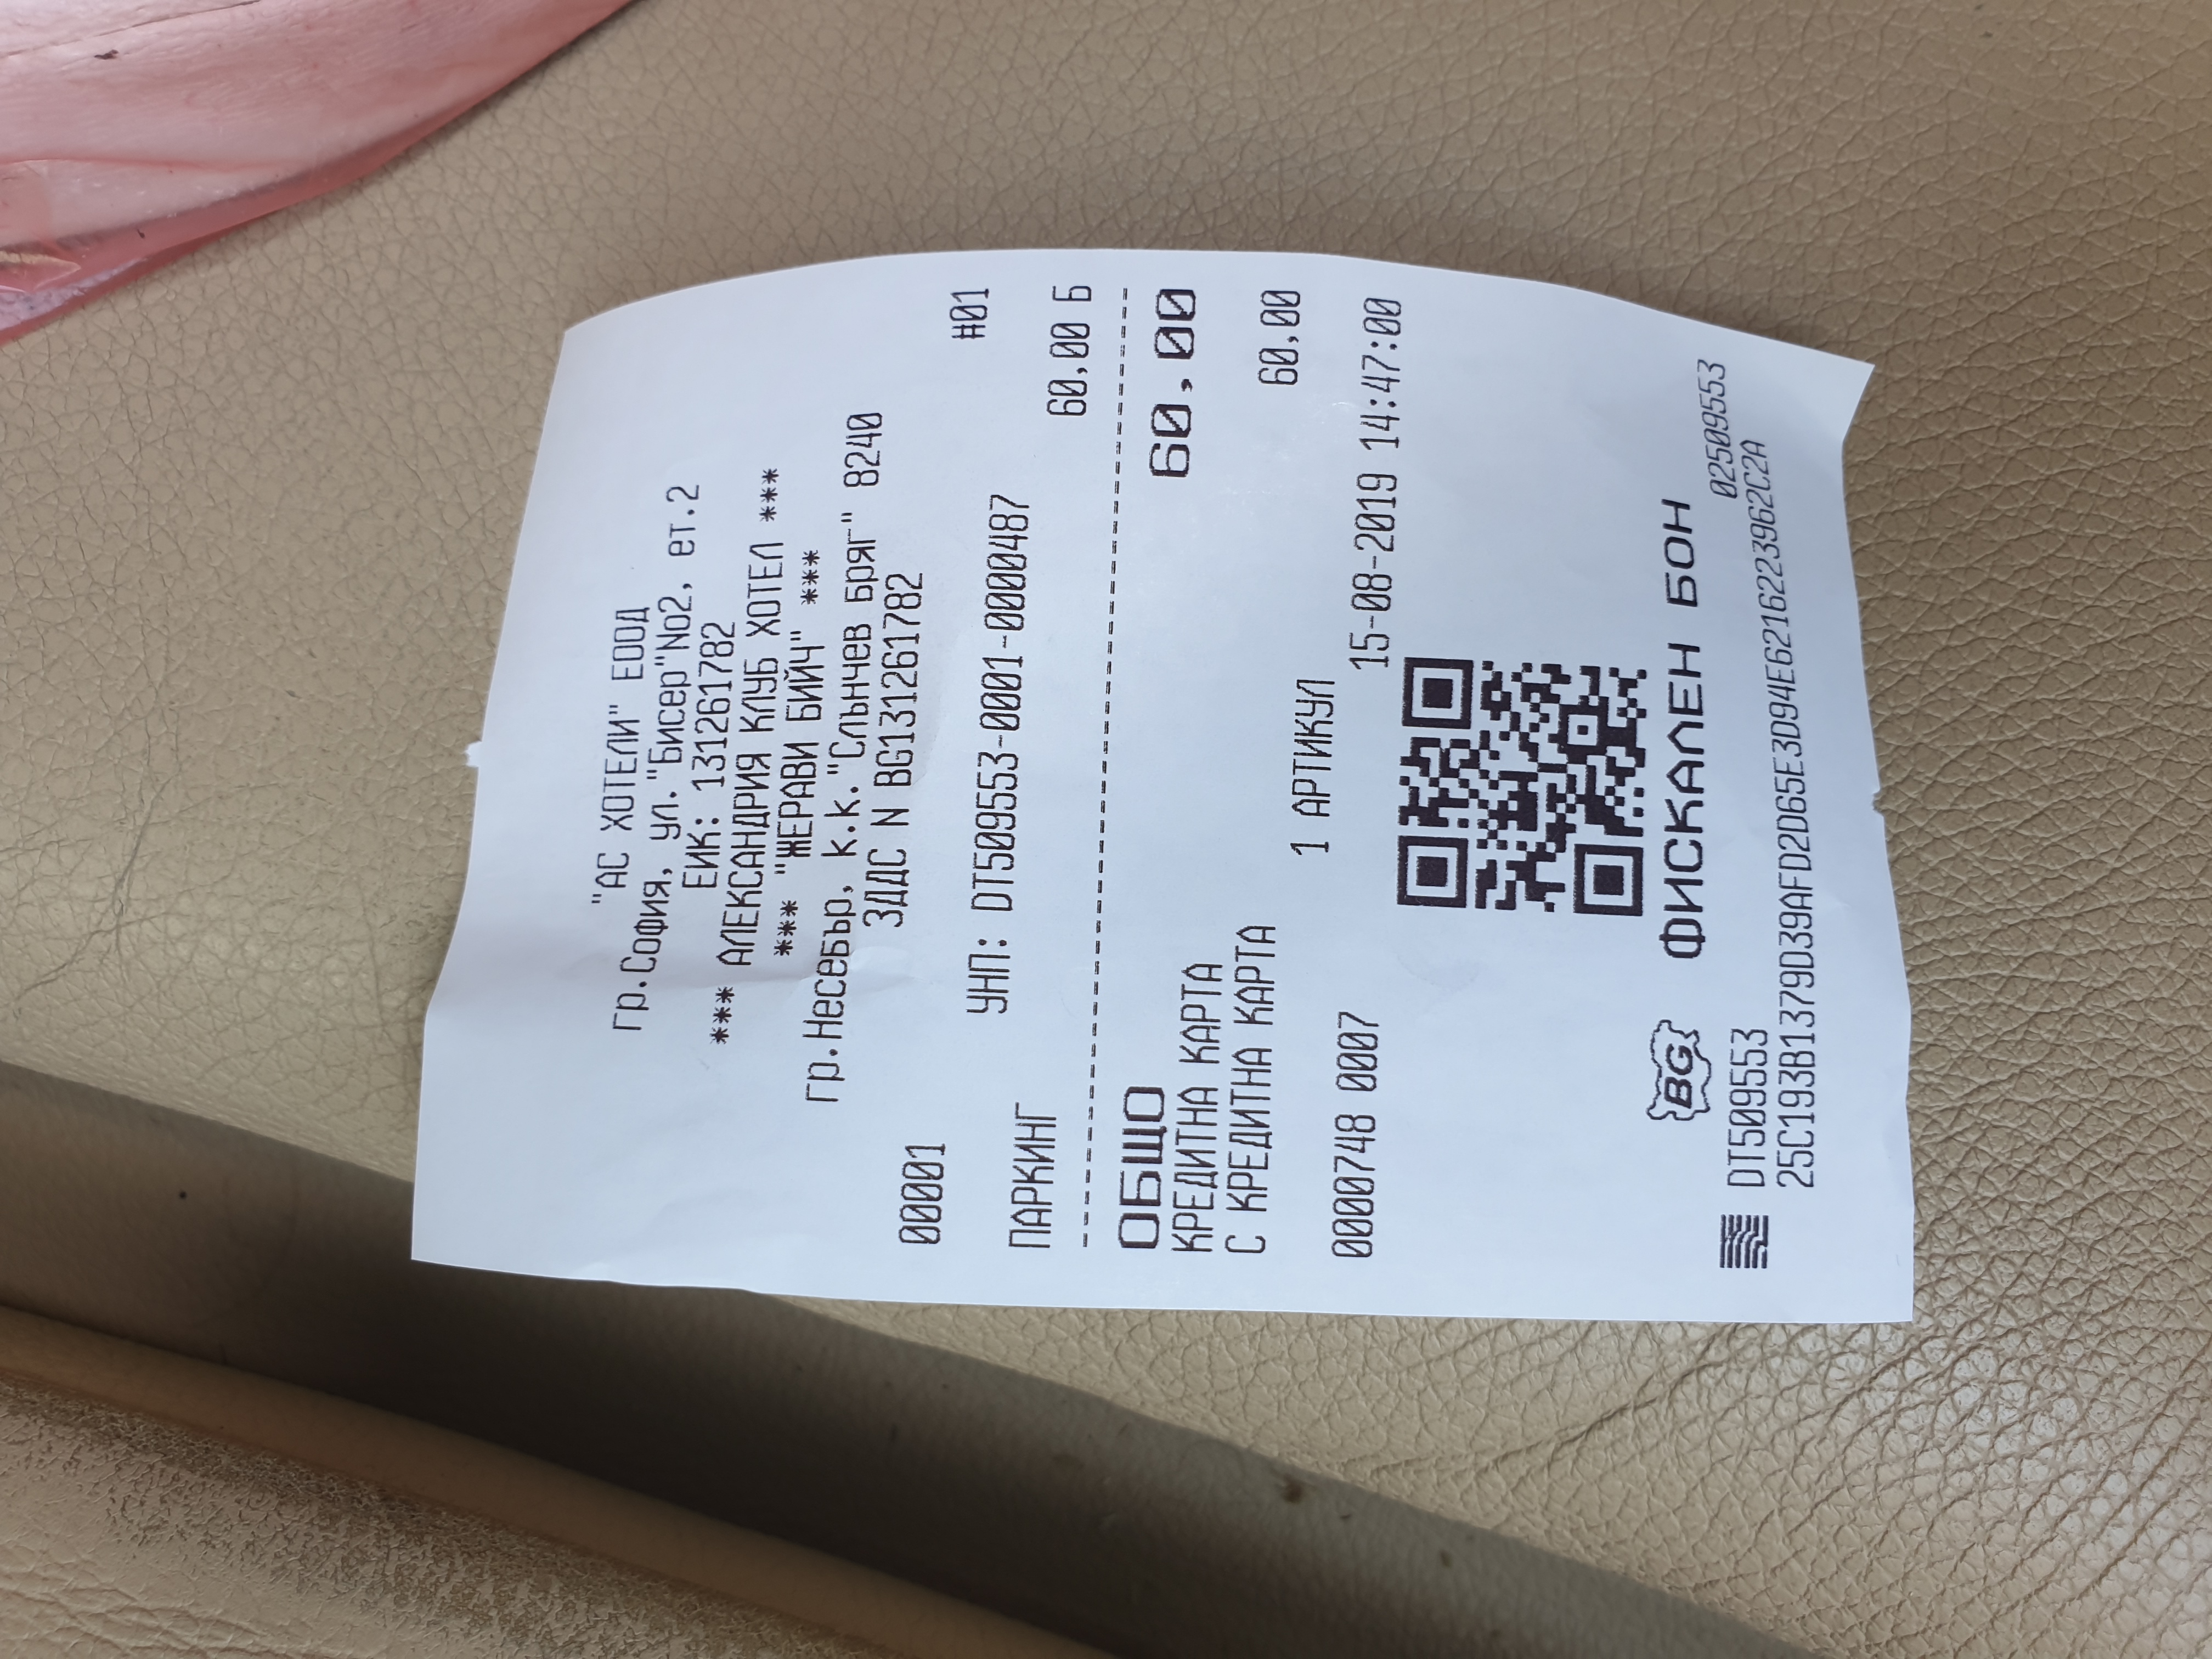 "АС ХОТЕЛИ" ЕООД
гр.София, ул."Бисер"No2, ет.2
ЕИК: 131261782
*** АЛЕКСАНДРИЯ КЛУБ ХОТЕЛ ***
*** "ЖЕРАВИ БИЙЧ" ***
гр.Несебър, к.к."Слънчев бряг" 8240
ЗДДС N BG131261782
00001 #01
УНП: DT509553-0001-0000487
ПАРКИНГ 60,00 Б
ОБЩО 60,00
КРЕДИТНА КАРТА
С КРЕДИТНА КАРТА 60,00
1 АРТИКУЛ
0000748 0007 15-08-2019 14:47:00
BG ФИСКАЛЕН БОН
DT509553 02509553
25C193B1379D39AFD2D65E3D94E6216223962C2A